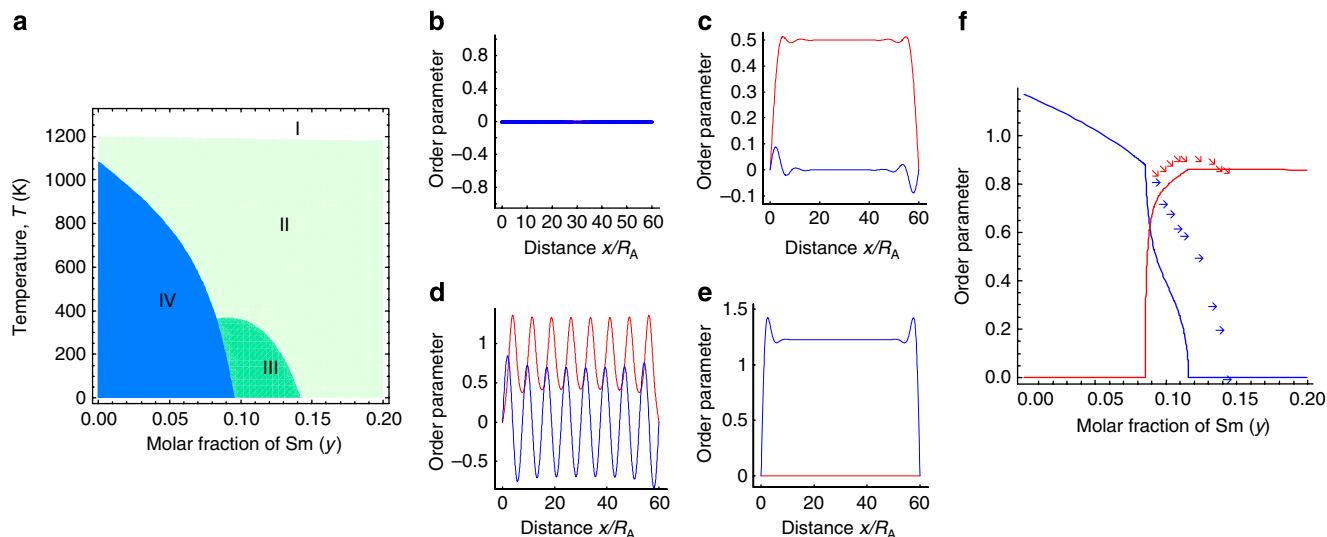 a
Temperature, T (K)
1200
1000
800
600
400
200
0
I
II
III
IV
0.00
0.05
0.10
0.15
0.20
Molar fraction of Sm (y)
b
Order parameter
0.8
0.4
0
–0.4
–0.8
0
10
20
30
40
50
60
Distance x/RA
c
Order parameter
0.5
0.4
0.3
0.2
0.1
0
–0.1
0
20
40
60
Distance x/RA
d
Order parameter
1
0.5
0
–0.5
0
20
40
60
Distance x/RA
e
Order parameter
1.5
1
0.5
0
0
20
40
60
Distance x/RA
f
Order parameter
1.0
0.8
0.6
0.4
0.2
0.0
0.00
0.05
0.10
0.15
0.20
Molar fraction of Sm (y)